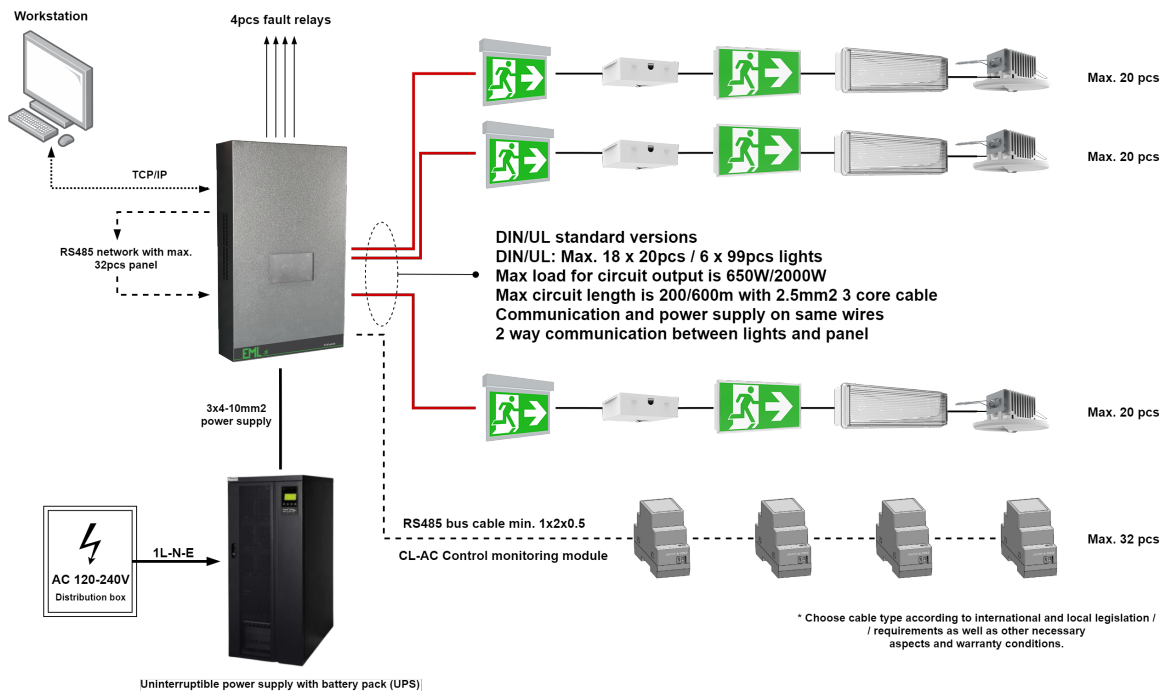 Workstation
4pcs fault relays
Max. 20 pcs
Max. 20 pcs
TCP/IP
RS485 network with max.
32pcs panel
DIN/UL standard versions
DIN/UL: Max. 18 x 20pcs / 6 x 99pcs lights
Max load for circuit output is 650W/2000W
Max circuit length is 200/600m with 2.5mm2 3 core cable
Communication and power supply on same wires
2 way communication between lights and panel
EML
3x4-10mm2
power supply
Max. 20 pcs
RS485 bus cable min. 1x2x0.5
CL-AC Control monitoring module
Max. 32 pcs
1L-N-E
AC 120-240V
Distribution box
* Choose cable type according to international and local legislation /
/ requirements as well as other necessary
aspects and warranty conditions.
Uninterruptible power supply with battery pack (UPS)